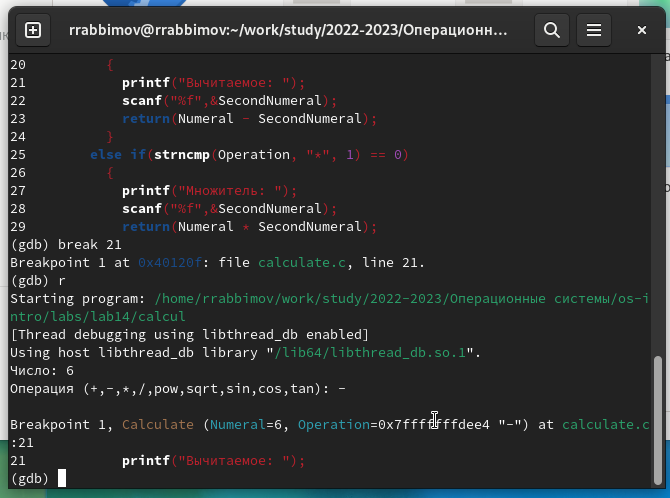 rrabbimov@rrabbimov:~/work/study/2022-2023/Операционн...
20 {
21 printf("Вычитаемое: ");
22 scanf("%f",&SecondNumeral);
23 return(Numeral - SecondNumeral);
24 }
25 else if(strncmp(Operation, "*", 1) == 0)
26 {
27 printf("Множитель: ");
28 scanf("%f",&SecondNumeral);
29 return(Numeral * SecondNumeral);
(gdb) break 21
Breakpoint 1 at 0x40120f: file calculate.c, line 21.
(gdb) r
Starting program: /home/rrabbimov/work/study/2022-2023/Операционные системы/os-i
ntro/labs/lab14/calcul
[Thread debugging using libthread_db enabled]
Using host libthread_db library "/lib64/libthread_db.so.1".
Число: 6
Операция (+,-,*,/,pow,sqrt,sin,cos,tan): -
Breakpoint 1, Calculate (Numeral=6, Operation=0x7fffffffdee4 "-") at calculate.c
:21
21 printf("Вычитаемое: ");
(gdb)